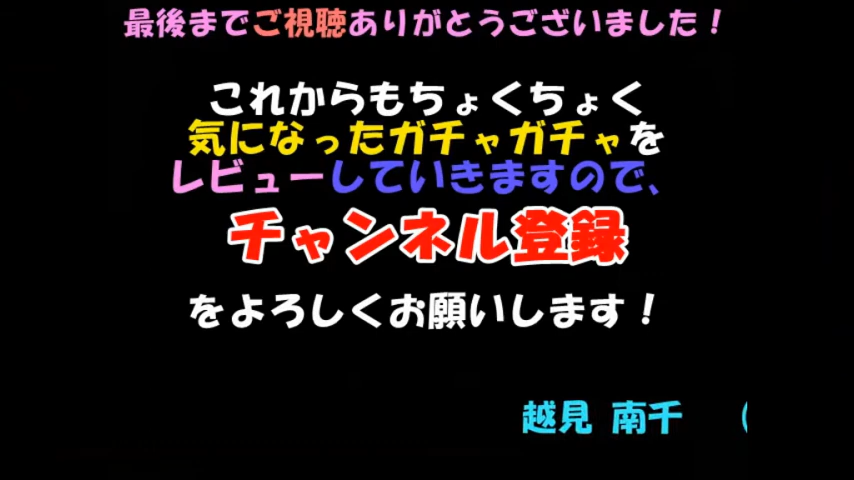 最後までご視聴ありがとうございました！
これからもちょくちょく
気になったガチャガチャを
レビューしていきますので、
チャンネル登録
をよろしくお願いします！
越見 南千 （